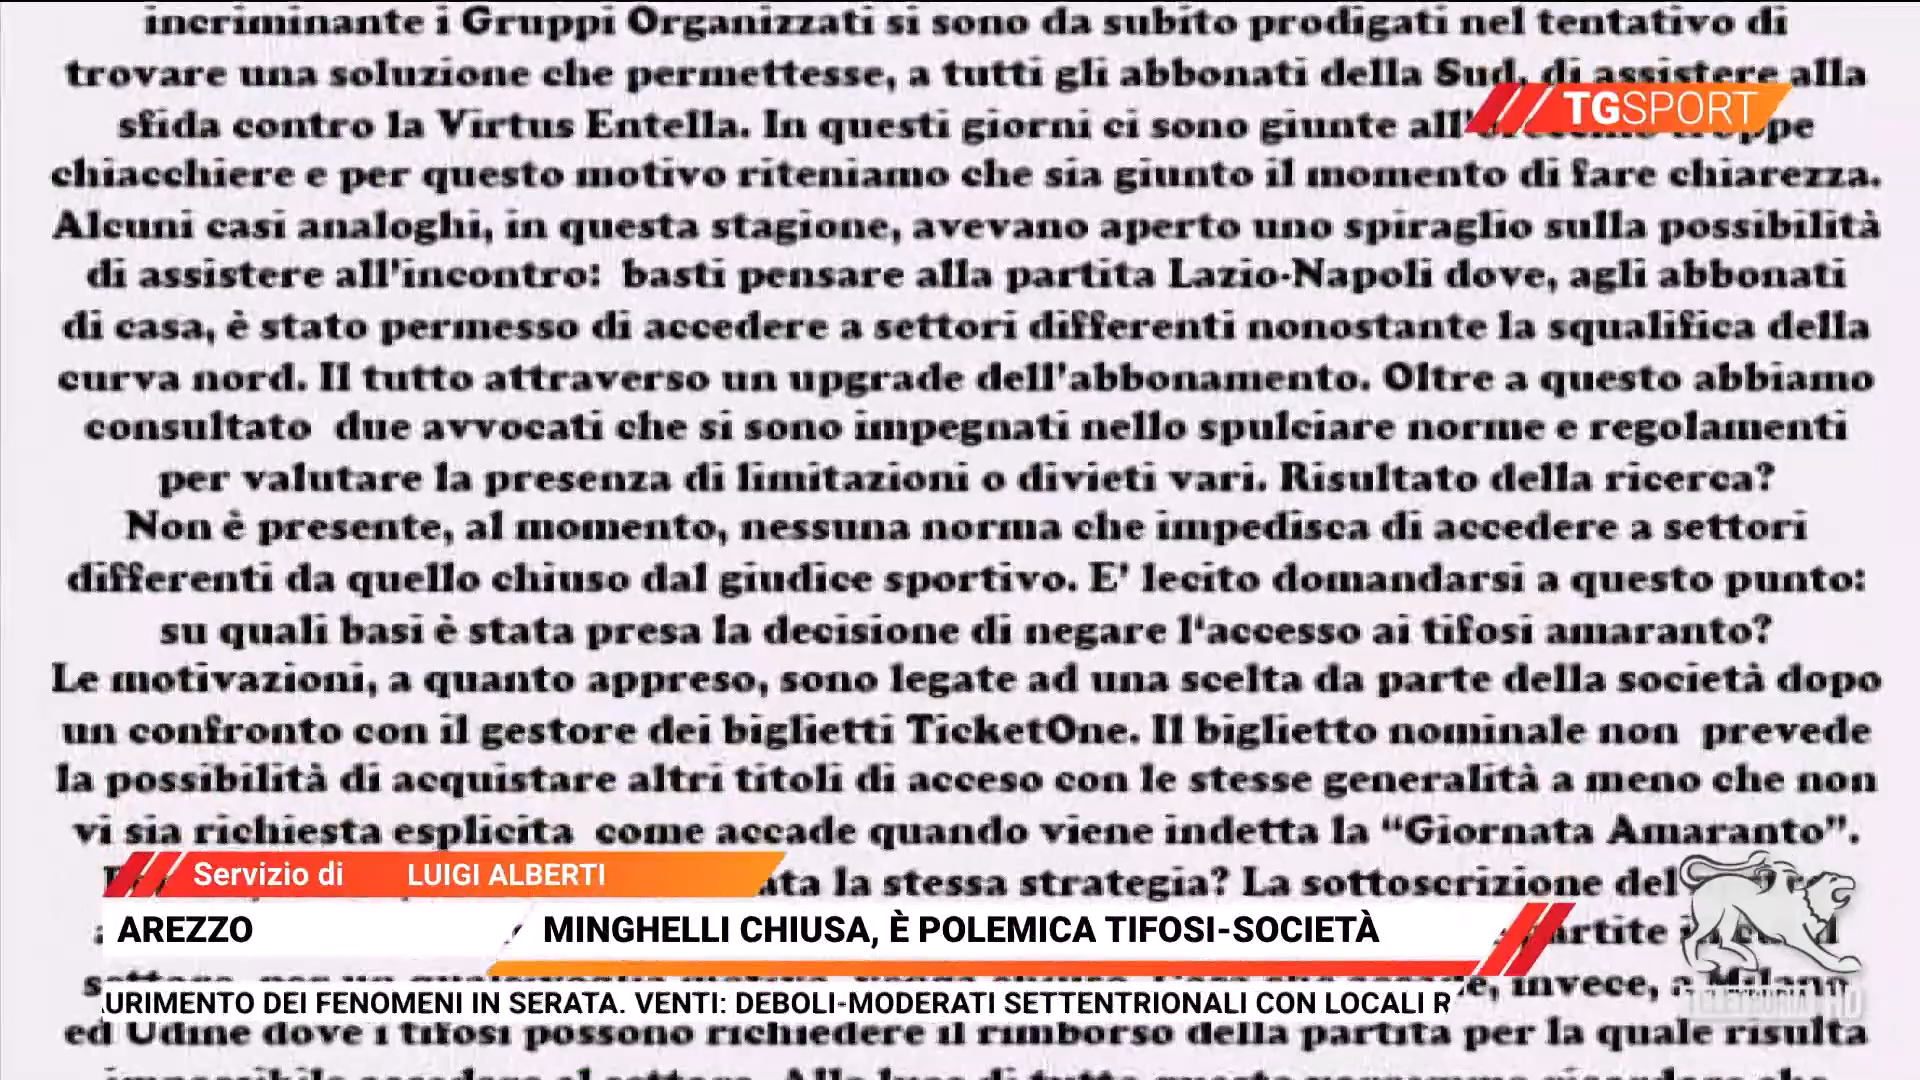 incriminante i Gruppi Organizzati si sono da subito prodigati nel tentativo di
trovare una soluzione che permettesse, a tutti gli abbonati della Sud, di assistere alla
sfida contro la Virtus Entella. In questi giorni ci sono giunte
TGSPORT
chiacchiere e per questo motivo riteniamo che sia giunto il momento di fare chiarezza.
Alcuni casi analoghi, in questa stagione, avevano aperto uno spiraglio sulla possibilità
di assistere all'incontro: basti pensare alla partita Lazio-Napoli dove, agli abbonati
di casa, è stato permesso di accedere a settori differenti nonostante la squalifica della
curva nord. Il tutto attraverso un upgrade dell'abbonamento. Oltre a questo abbiamo
consultato due avvocati che si sono impegnati nello spulciare norme e regolamenti
per valutare la presenza di limitazioni o divieti vari. Risultato della ricerca?
Non è presente, al momento, nessuna norma che impedisca di accedere a settori
differenti da quello chiuso dal giudice sportivo. E' lecito domandarsi a questo punto:
su quali basi è stata presa la decisione di negare l'accesso ai tifosi amaranto?
Le motivazioni, a quanto appreso, sono legate ad una scelta da parte della società dopo
un confronto con il gestore dei biglietti TicketOne. Il biglietto nominale non prevede
la possibilità di acquistare altri titoli di acceso con le stesse generalità a meno che non
vi sia richiesta esplicita come accade quando viene indetta la “Giornata Amaranto”.
Servizio di LUIGI ALBERTI
la stessa strategia? La sottoscrizione del
AREZZO MINGHELLI CHIUSA, È POLEMICA TIFOSI-SOCIETÀ
invece, a Milano
URIMENTO DEI FENOMENI IN SERATA. VENTI: DEBOLI-MODERATI SETTENTRIONALI CON LOCALI R
ed Udine dove i tifosi possono richiedere il rimborso della partita per la quale risulta